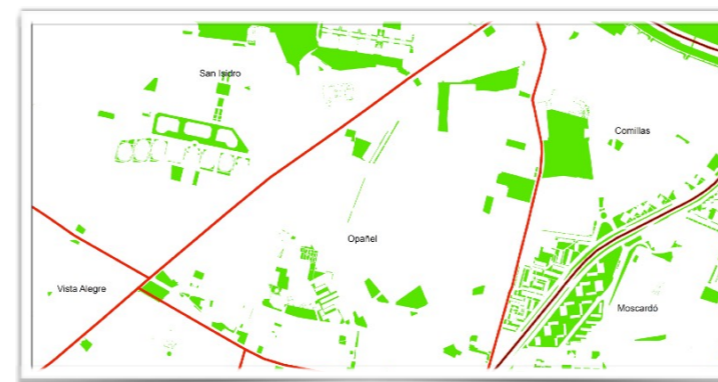 San Isidro
Comillas
Opañel
Vista Alegre
Moscardó